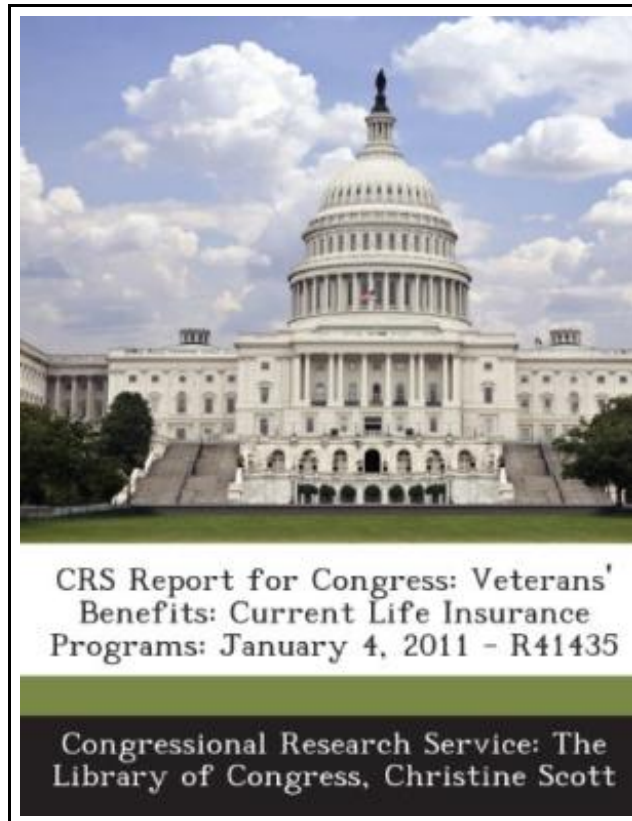 CRS Report for Congress: Veterans'
Benefits: Current Life Insurance
Programs: January 4, 2011 – R41435
Congressional Research Service: The
Library of Congress, Christine Scott